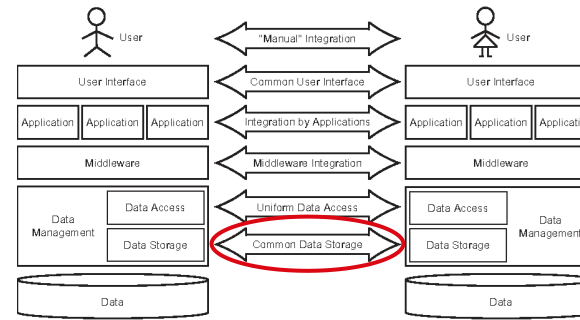 User "Manual" Integration User
User Interface Common User Interface User Interface
Application Application Application Integration by Applications Application Application Applicati
Middleware Middleware Integration Middleware
Uniform Data Access
Data Management Data Access Data Access Data Management
Data Storage Common Data Storage Data Storage
Data Data